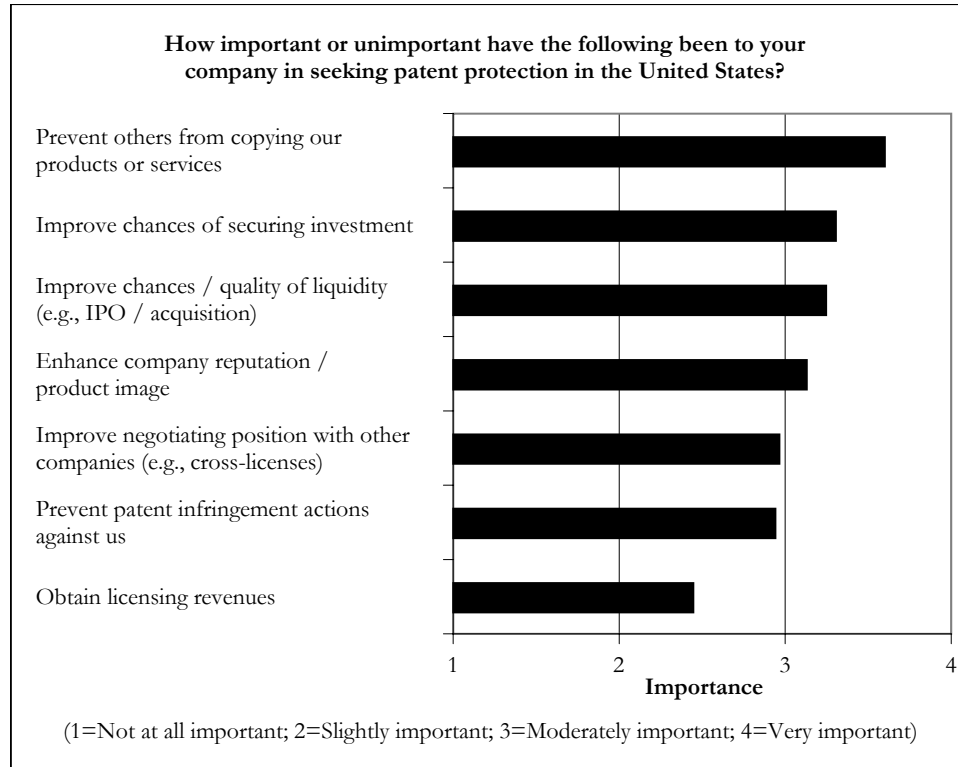 How important or unimportant have the following been to your
company in seeking patent protection in the United States?
Prevent others from copying our
products or services
Improve chances of securing investment
Improve chances / quality of liquidity
(e.g., IPO / acquisition)
Enhance company reputation /
product image
Improve negotiating position with other
companies (e.g., cross-licenses)
Prevent patent infringement actions
against us
Obtain licensing revenues
1 2 3 4
Importance
(1=Not at all important; 2=Slightly important; 3=Moderately important; 4=Very important)